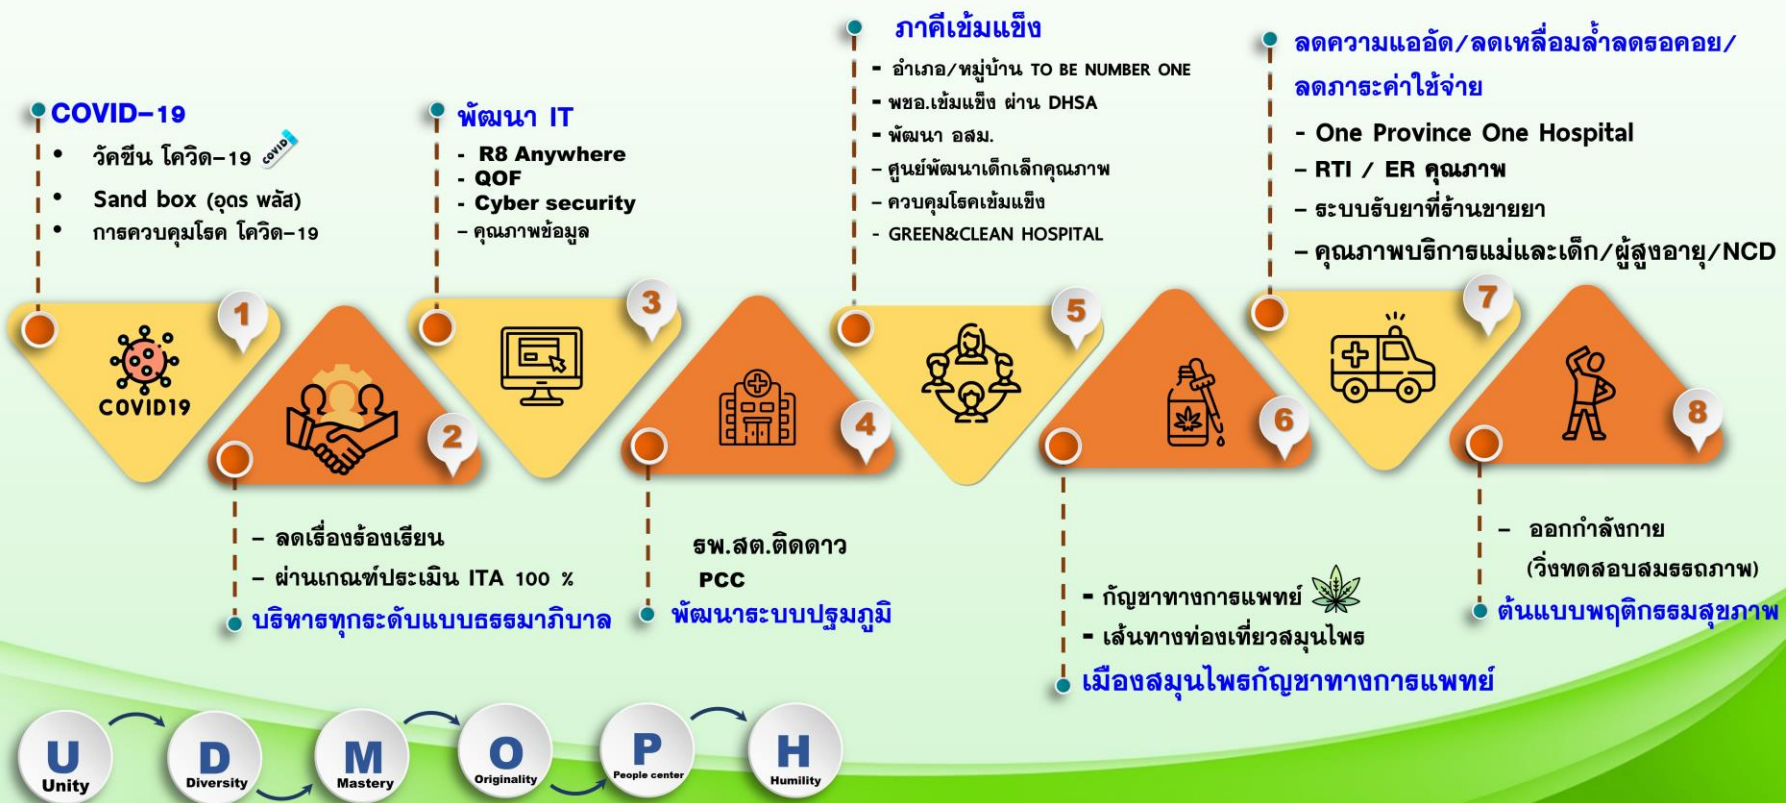 COVID-19
• วัคซีน โควิด-19
COVID
• Sand box (อุดร พลัส)
• การควบคุมโรค โควิด-19
1
COVID19
2
- ลดเรื่องร้องเรียน
- ผ่านเกณฑ์ประเมิน ITA 100 %
บริหารทุกระดับแบบธรรมาภิบาล
พัฒนา IT
- R8 Anywhere
- QOF
- Cyber security
- คุณภาพข้อมูล
3
4
รพ.สต.ติดดาว
PCC
พัฒนาระบบปฐมภูมิ
ภาคีเข้มแข็ง
- อำเภอ/หมู่บ้าน TO BE NUMBER ONE
- พชอ.เข้มแข็ง ผ่าน DHSA
- พัฒนา อสม.
- ศูนย์พัฒนาเด็กเล็กคุณภาพ
- ควบคุมโรคเข้มแข็ง
- GREEN&CLEAN HOSPITAL
5
6
- กัญชาทางการแพทย์
- เส้นทางท่องเที่ยวสมุนไพร
เมืองสมุนไพรกัญชาทางการแพทย์
ลดความแออัด/ลดเหลื่อมล้ำลดรอคอย/
ลดภาระค่าใช้จ่าย
- One Province One Hospital
- RTI / ER คุณภาพ
- ระบบรับยาที่ร้านขายยา
- คุณภาพบริการแม่และเด็ก/ผู้สูงอายุ/NCD
7
8
- ออกกำลังกาย
(วิ่งทดสอบสมรรถภาพ)
ต้นแบบพฤติกรรมสุขภาพ
U
Unity
D
Diversity
M
Mastery
O
Originality
P
People center
H
Humility